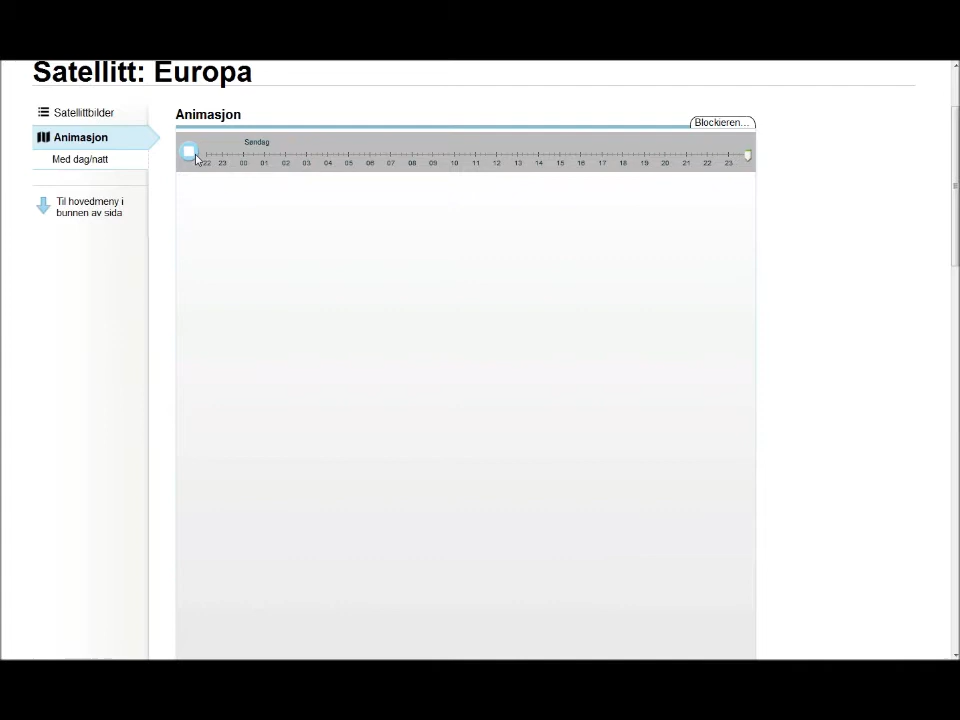 Satellitt: Europa
Satellittbilder
Animasjon
Med dag/natt
Til hovedmeny i
bunnen av sida
Animasjon
Blockieren...
Søndag
22 23 00 01 02 03 04 05 06 07 08 09 10 11 12 13 14 15 16 17 18 19 20 21 22 23